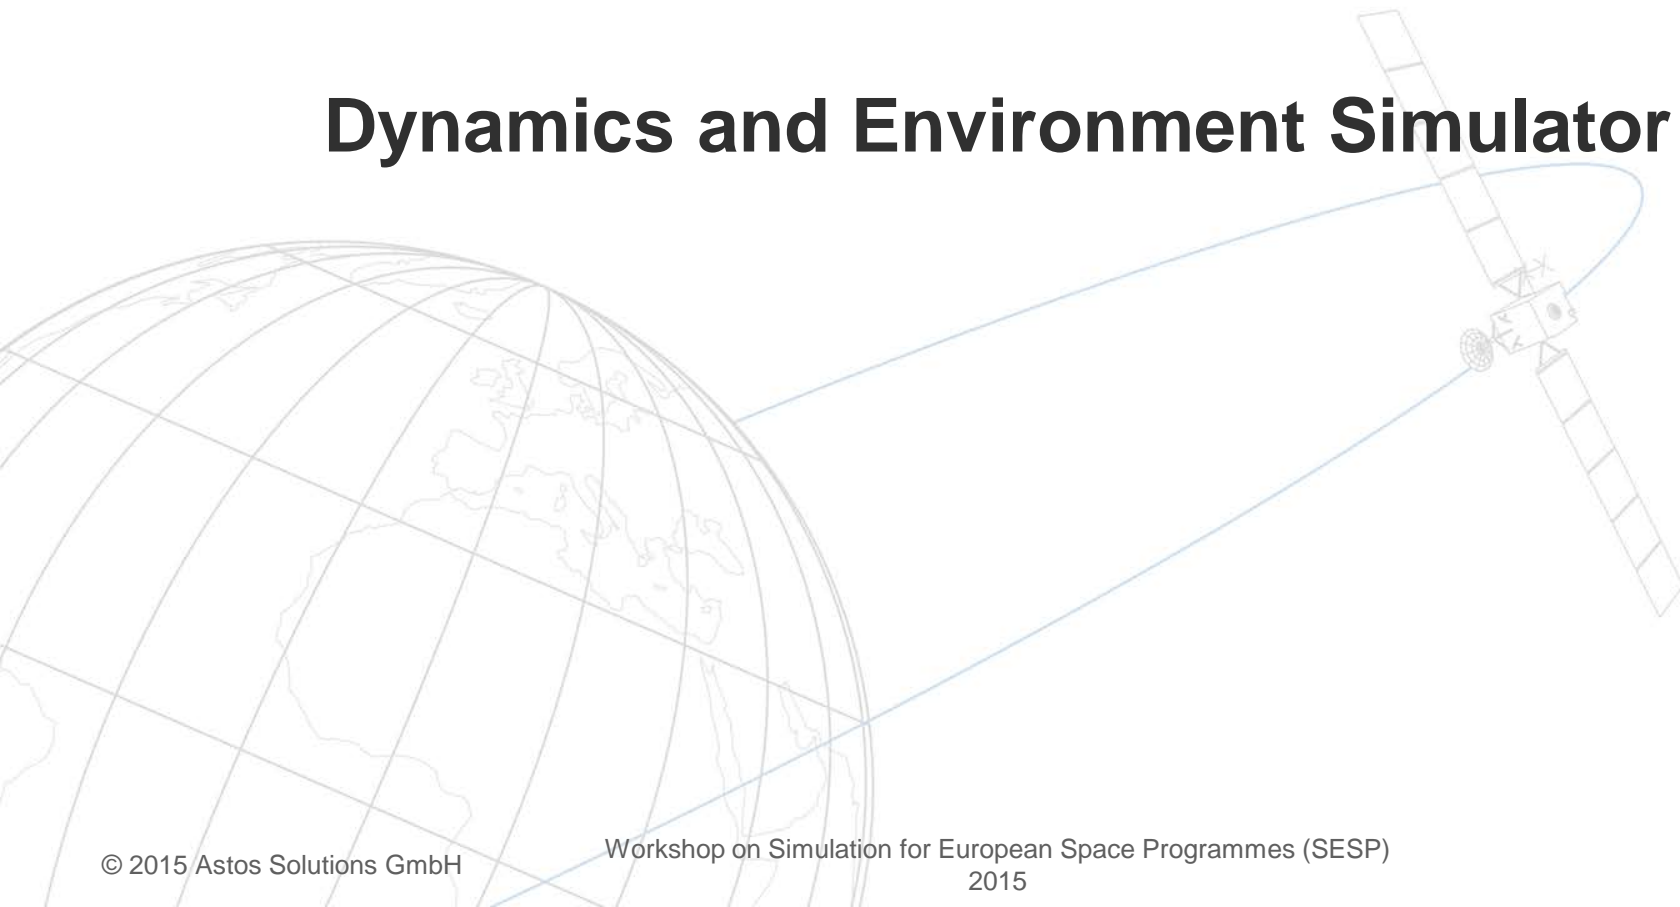 Dynamics and Environment Simulator
© 2015 Astos Solutions GmbH
Workshop on Simulation for European Space Programmes (SESP)
2015